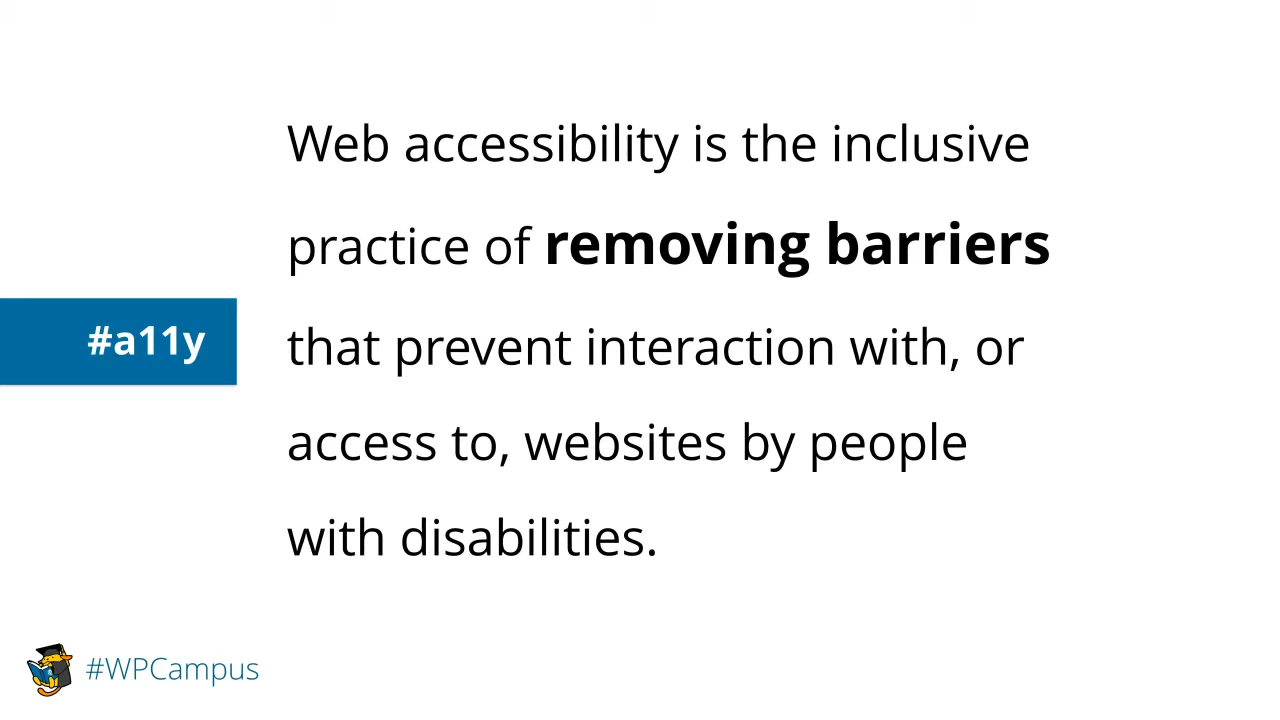 Web accessibility is the inclusive
practice of removing barriers
#a11y
that prevent interaction with, or
access to, websites by people
with disabilities.
#WPCampus